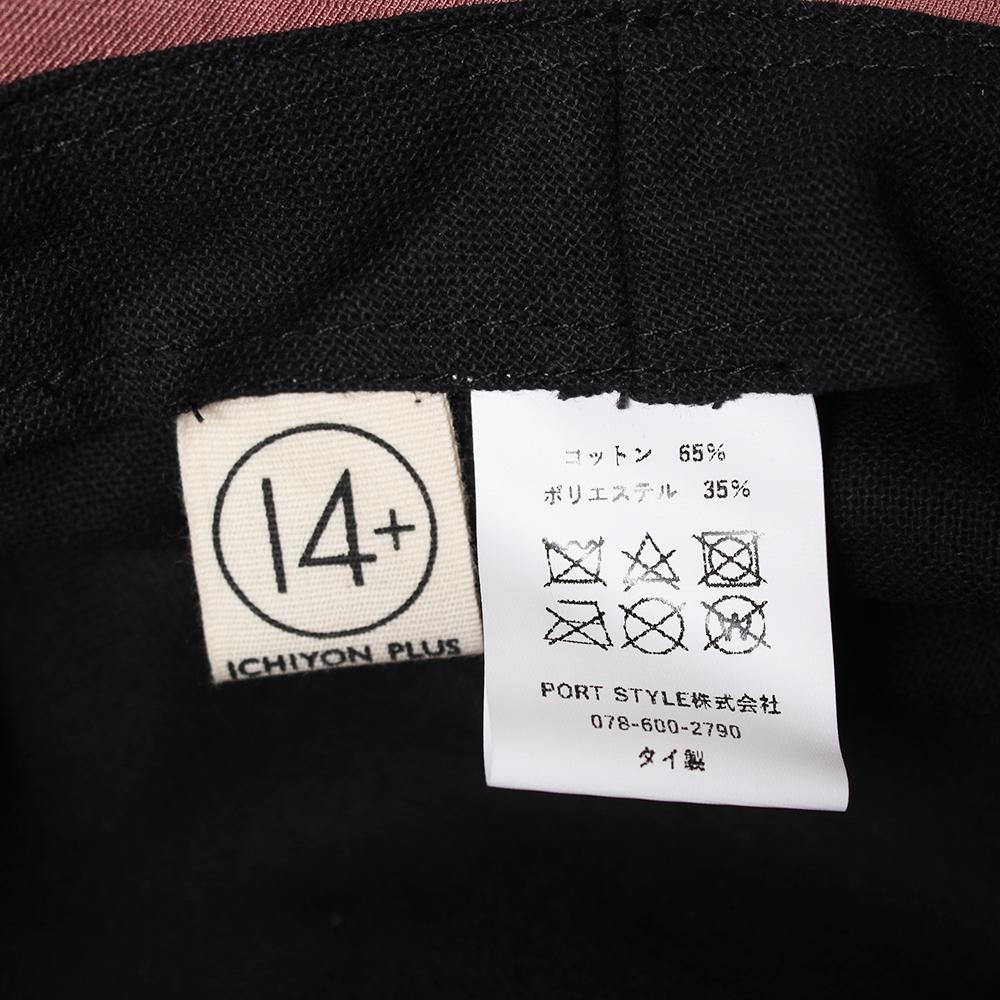 14+
ICHIYON PLUS
コットン 65%
ポリエステル 35%
W
PORT STYLE株式会社
078-600-2790
タイ製